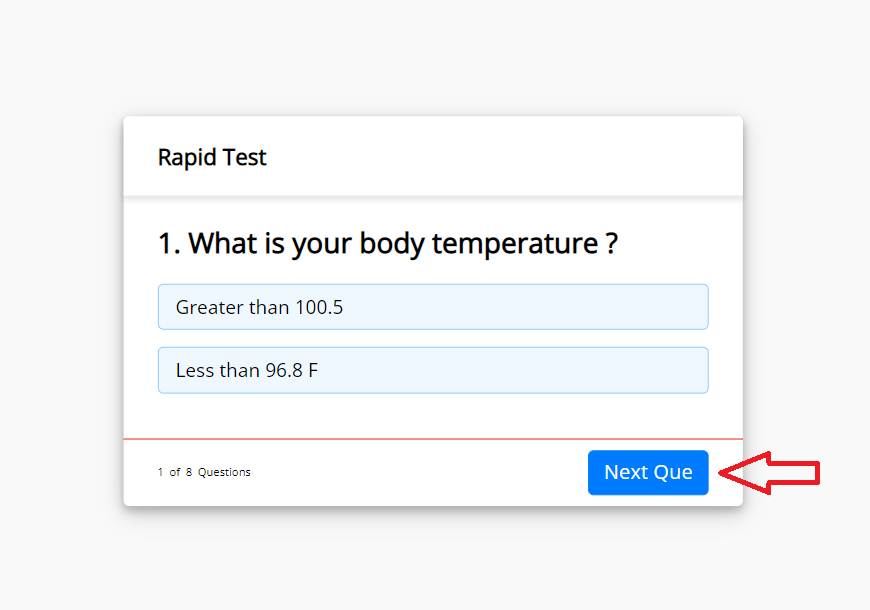 Rapid Test
1. What is your body temperature ?
Greater than 100.5
Less than 96.8 F
1 of 8 Questions
Next Que